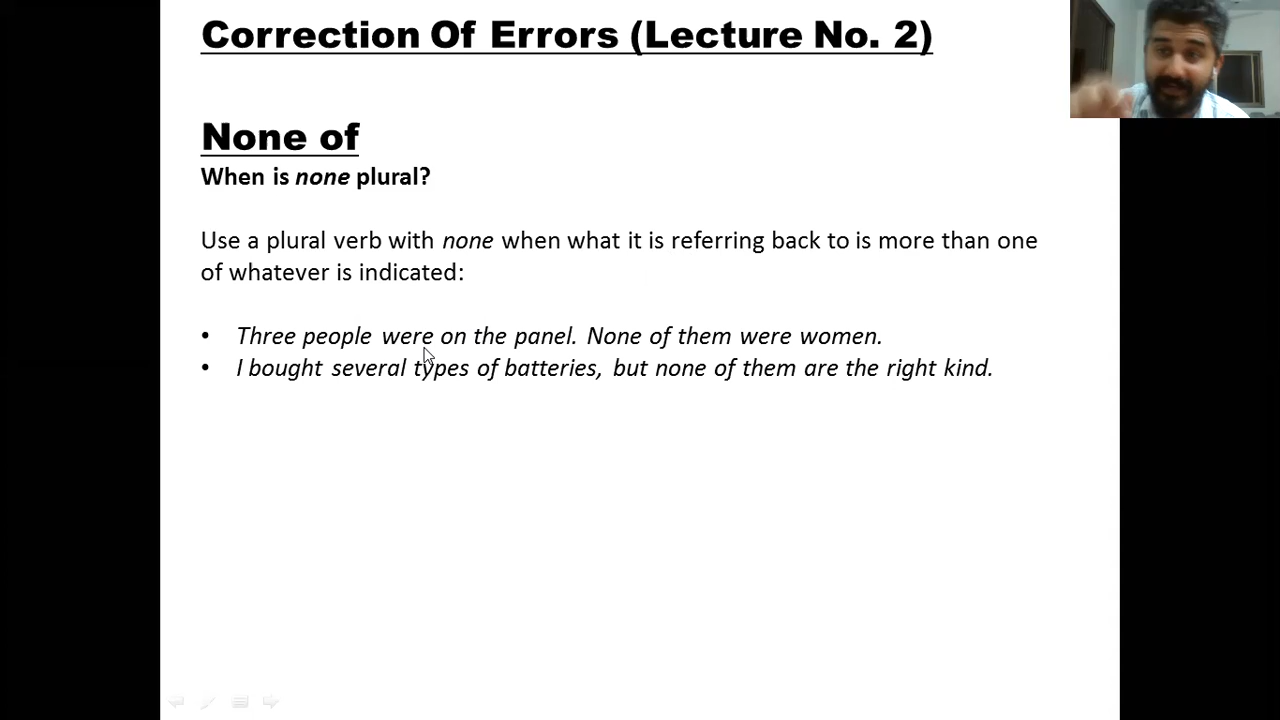 Correction Of Errors (Lecture No. 2)
None of
When is none plural?
Use a plural verb with none when what it is referring back to is more than one
of whatever is indicated:
• Three people were on the panel. None of them were women.
• I bought several types of batteries, but none of them are the right kind.